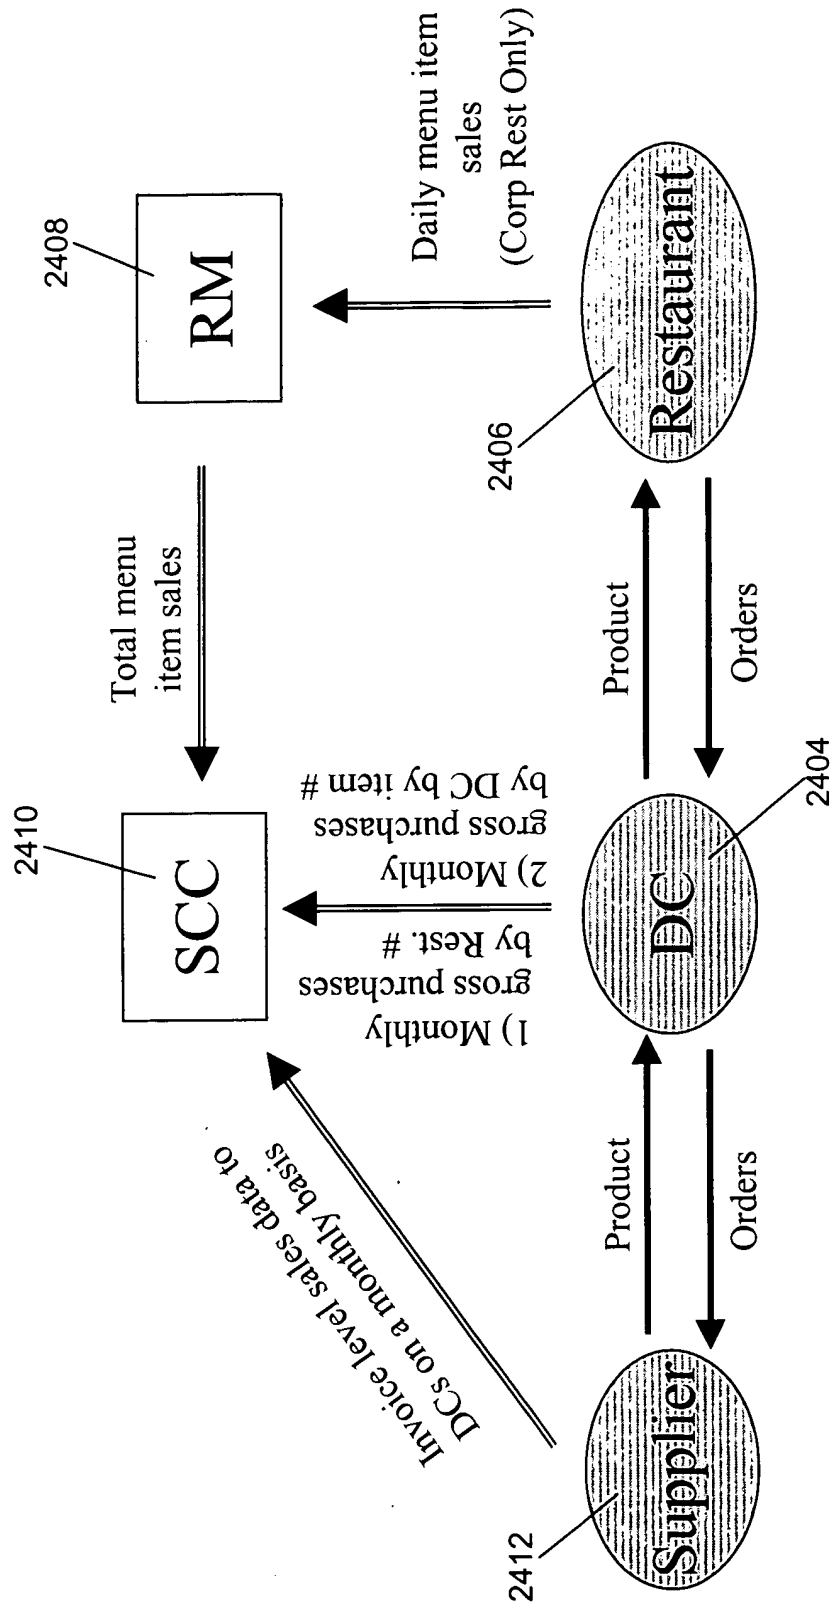 2410
SCC
Total menu
item sales
2408
RM
Invoice level sales data to
DCs on a monthly basis
1) Monthly
gross purchases
by Rest. #
2) Monthly
gross purchases
by DC by item #
Daily menu item
sales
(Corp Rest Only)
2412
Supplier
Product
Orders
DC
2404
Product
Orders
2406
Restaurant